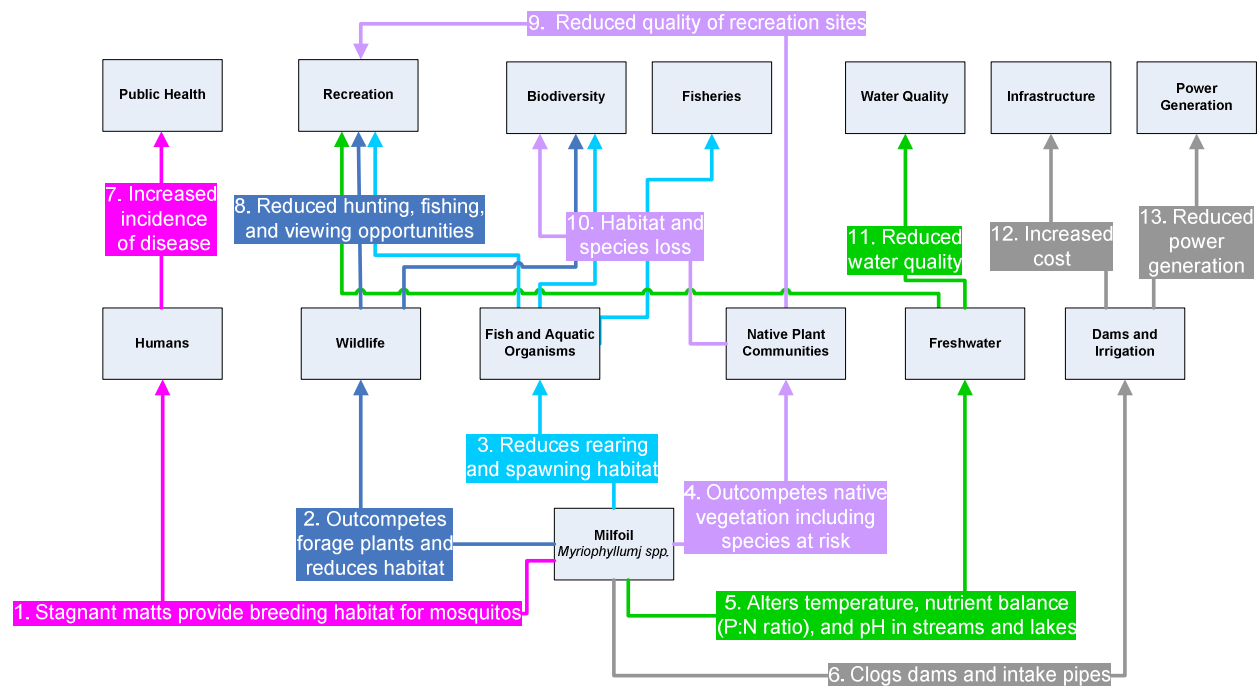 9. Reduced quality of recreation sites
Public Health
Recreation
Biodiversity
Fisheries
Water Quality
Infrastructure
Power
Generation
7. Increased
incidence
of disease
8. Reduced hunting, fishing,
and viewing opportunities
10. Habitat and
species loss
11. Reduced
water quality
12. Increased
cost
13. Reduced
power
generation
Humans
Wildlife
Fish and Aquatic
Organisms
Native Plant
Communities
Freshwater
Dams and
Irrigation
3. Reduces rearing
and spawning habitat
4. Outcompetes native
vegetation including
species at risk
2. Outcompetes
forage plants and
reduces habitat
Milfoil
Myriophyllumj spp.
1. Stagnant matts provide breeding habitat for mosquitos
5. Alters temperature, nutrient balance
(P:N ratio), and pH in streams and lakes
6. Clogs dams and intake pipes